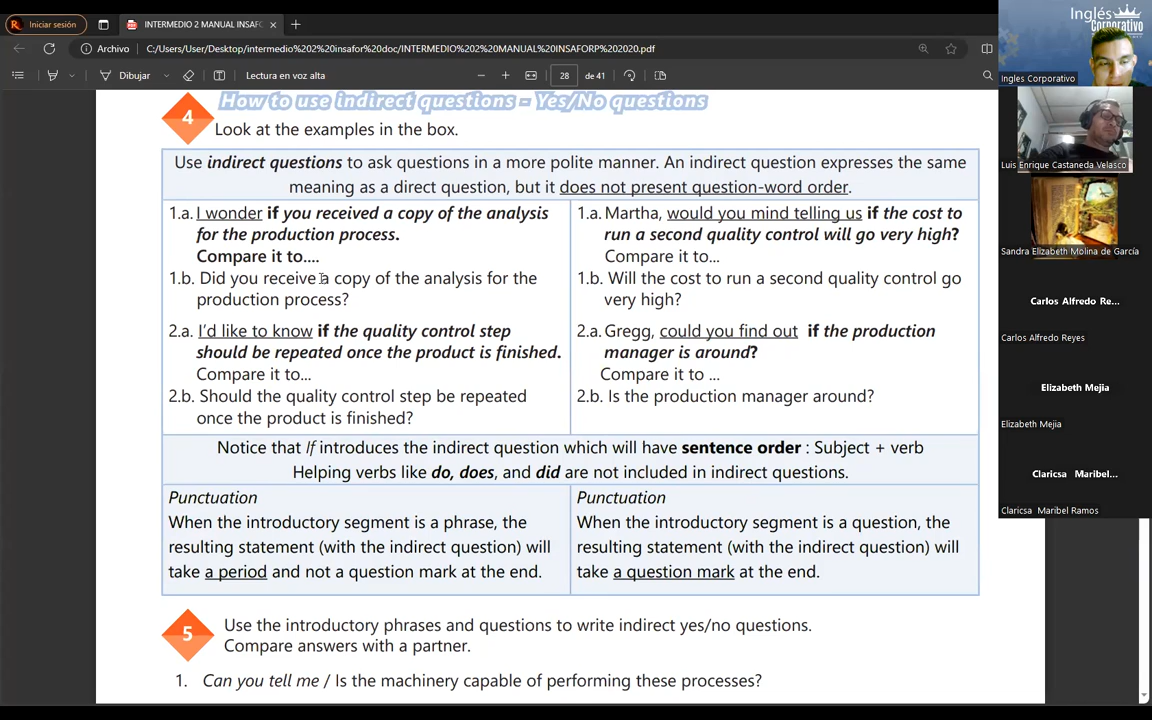 Iniciar sesión
INTERMEDIO 2 MANUAL INSAF
Archivo
C:/Users/User/Desktop/intermedio%202%20insafor%20doc/INTERMEDIO%202%20MANUAL%20INSAFORP%202020.pdf
Dibujar
Lectura en voz alta
28
de 41
How to use indirect questions - Yes/No questions
4
Look at the examples in the box.
Use indirect questions to ask questions in a more polite manner. An indirect question expresses the same
meaning as a direct question, but it does not present question-word order.
1.a. I wonder if you received a copy of the analysis
for the production process.
Compare it to....
1.b. Did you receive a copy of the analysis for the
production process?
2.a. I'd like to know if the quality control step
should be repeated once the product is finished.
Compare it to...
2.b. Should the quality control step be repeated
once the product is finished?
1.a. Martha, would you mind telling us if the cost to
run a second quality control will go very high?
Compare it to...
1.b. Will the cost to run a second quality control go
very high?
2.a. Gregg, could you find out if the production
manager is around?
Compare it to ...
2.b. Is the production manager around?
Notice that If introduces the indirect question which will have sentence order : Subject + verb
Helping verbs like do, does, and did are not included in indirect questions.
Punctuation
When the introductory segment is a phrase, the
resulting statement (with the indirect question) will
take a period and not a question mark at the end.
Punctuation
When the introductory segment is a question, the
resulting statement (with the indirect question) will
take a question mark at the end.
5
Use the introductory phrases and questions to write indirect yes/no questions.
Compare answers with a partner.
1. Can you tell me / Is the machinery capable of performing these processes?
Inglés
Corporativo
Ingles Corporativo
Luis Enrique Castaneda Velasco
Sandra Elizabeth Molina de García
Carlos Alfredo Re...
Carlos Alfredo Reyes
Elizabeth Mejia
Elizabeth Mejia
Claricsa Maribel...
Claricsa Maribel Ramos